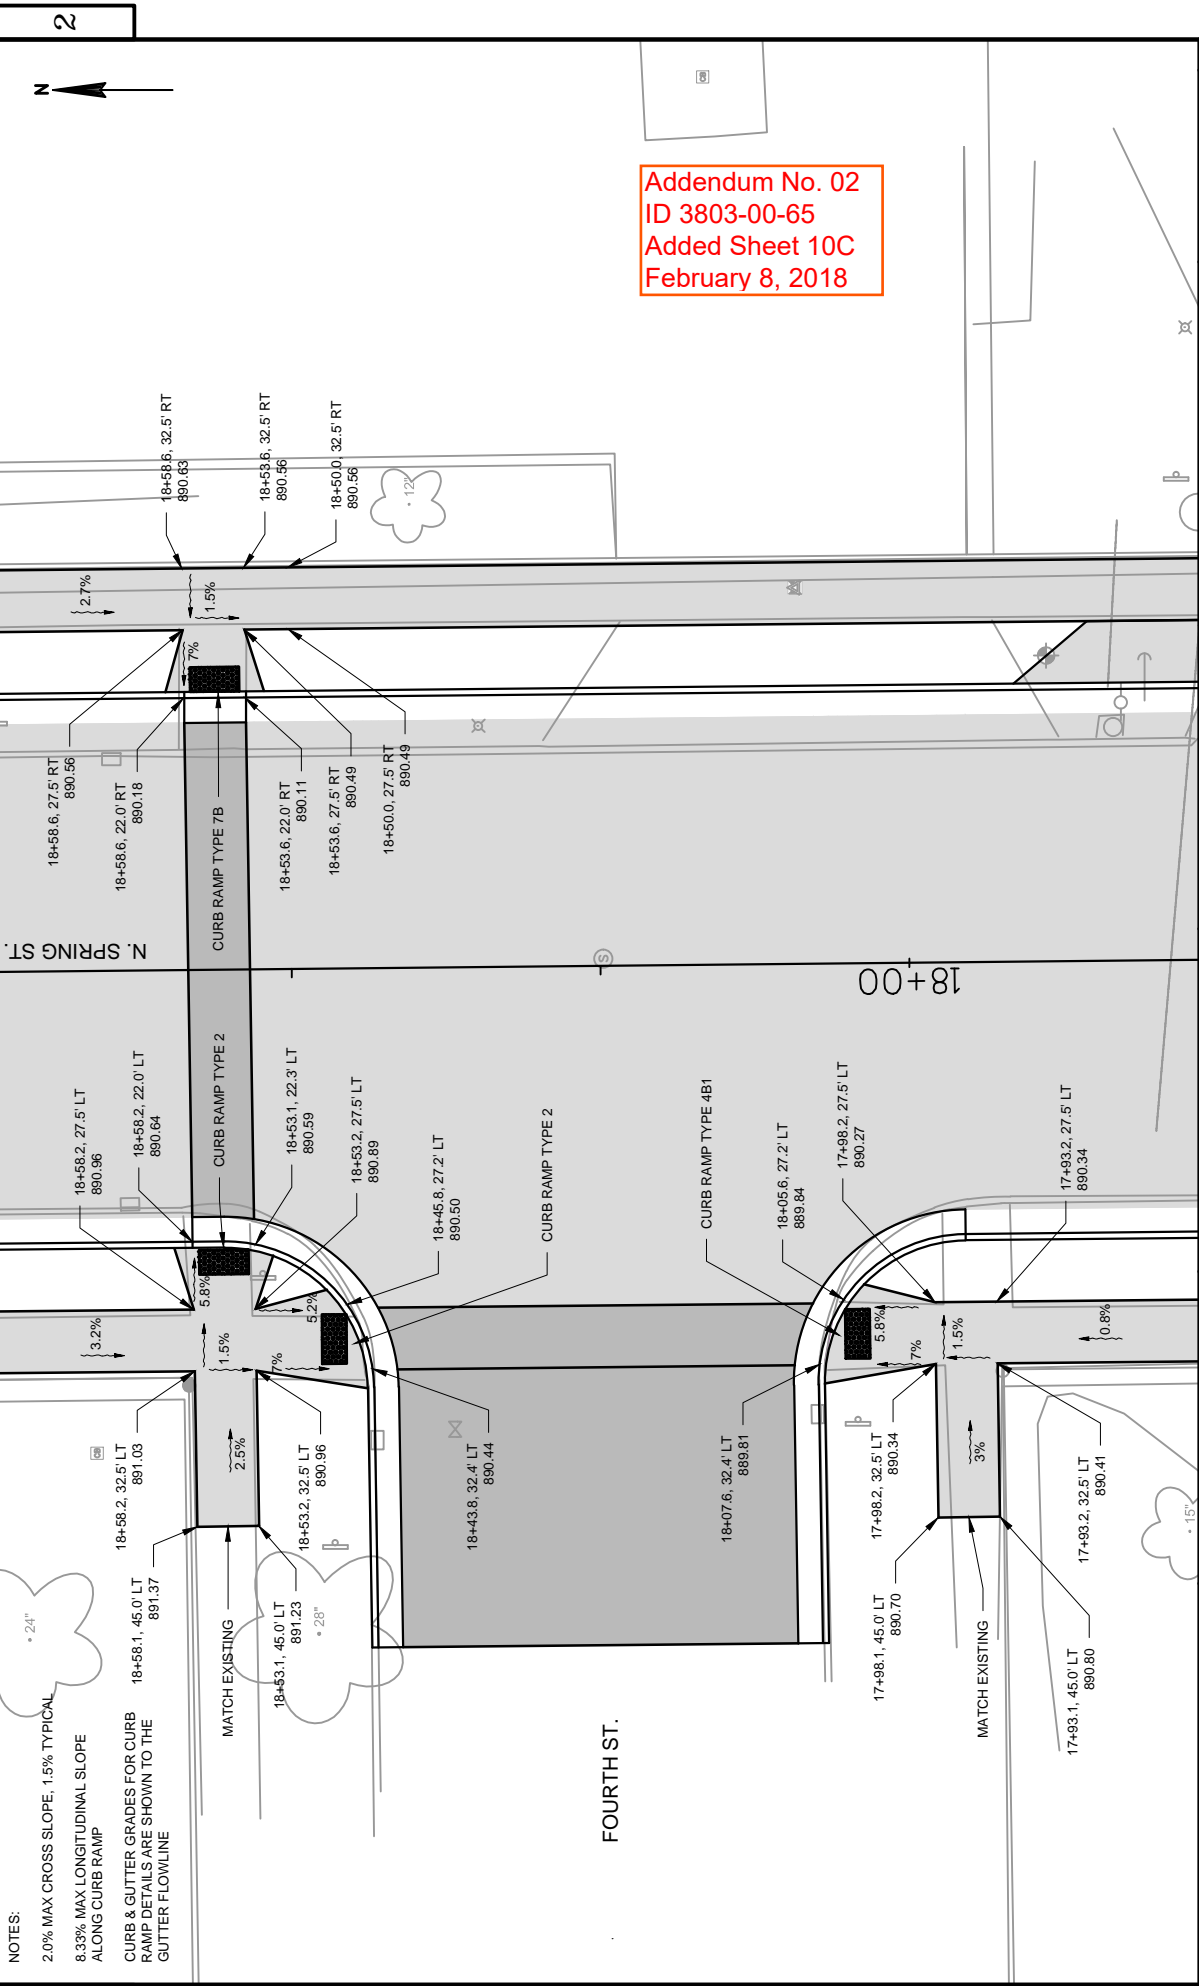 2
N
Addendum No. 02
ID 3803-00-65
Added Sheet 10C
February 8, 2018
18+58.6, 32.5' RT
890.63
18+53.6, 32.5' RT
890.56
18+50.0, 32.5' RT
890.56
12"
2.7%
1.5%
7%
18+58.6, 27.5' RT
890.56
18+58.6, 22.0' RT
890.18
CURB RAMP TYPE 7B
18+53.6, 22.0' RT
890.11
18+53.6, 27.5' RT
890.49
18+50.0, 27.5' RT
890.49
N. SPRING ST.
S
18+00
18+58.2, 27.5' LT
890.96
18+58.2, 22.0' LT
890.64
CURB RAMP TYPE 2
18+53.1, 22.3' LT
890.59
18+53.2, 27.5' LT
890.89
18+45.8, 27.2' LT
890.50
CURB RAMP TYPE 2
CURB RAMP TYPE 4B1
18+05.6, 27.2' LT
889.84
17+98.2, 27.5' LT
890.27
17+93.2, 27.5' LT
890.34
3.2%
5.8%
1.5%
5.2%
7%
5.8%
7%
1.5%
0.8%
2.5%
3%
18+58.2, 32.5' LT
891.03
18+53.2, 32.5' LT
890.96
18+43.8, 32.4' LT
890.44
18+07.6, 32.4' LT
889.81
17+98.2, 32.5' LT
890.34
17+93.2, 32.5' LT
890.41
24"
28"
15"
18+58.1, 45.0' LT
891.37
MATCH EXISTING
18+53.1, 45.0' LT
891.23
17+98.1, 45.0' LT
890.70
MATCH EXISTING
17+93.1, 45.0' LT
890.80
FOURTH ST.
NOTES:
2.0% MAX CROSS SLOPE, 1.5% TYPICAL
8.33% MAX LONGITUDINAL SLOPE
ALONG CURB RAMP
CURB & GUTTER GRADES FOR CURB
RAMP DETAILS ARE SHOWN TO THE
GUTTER FLOWLINE